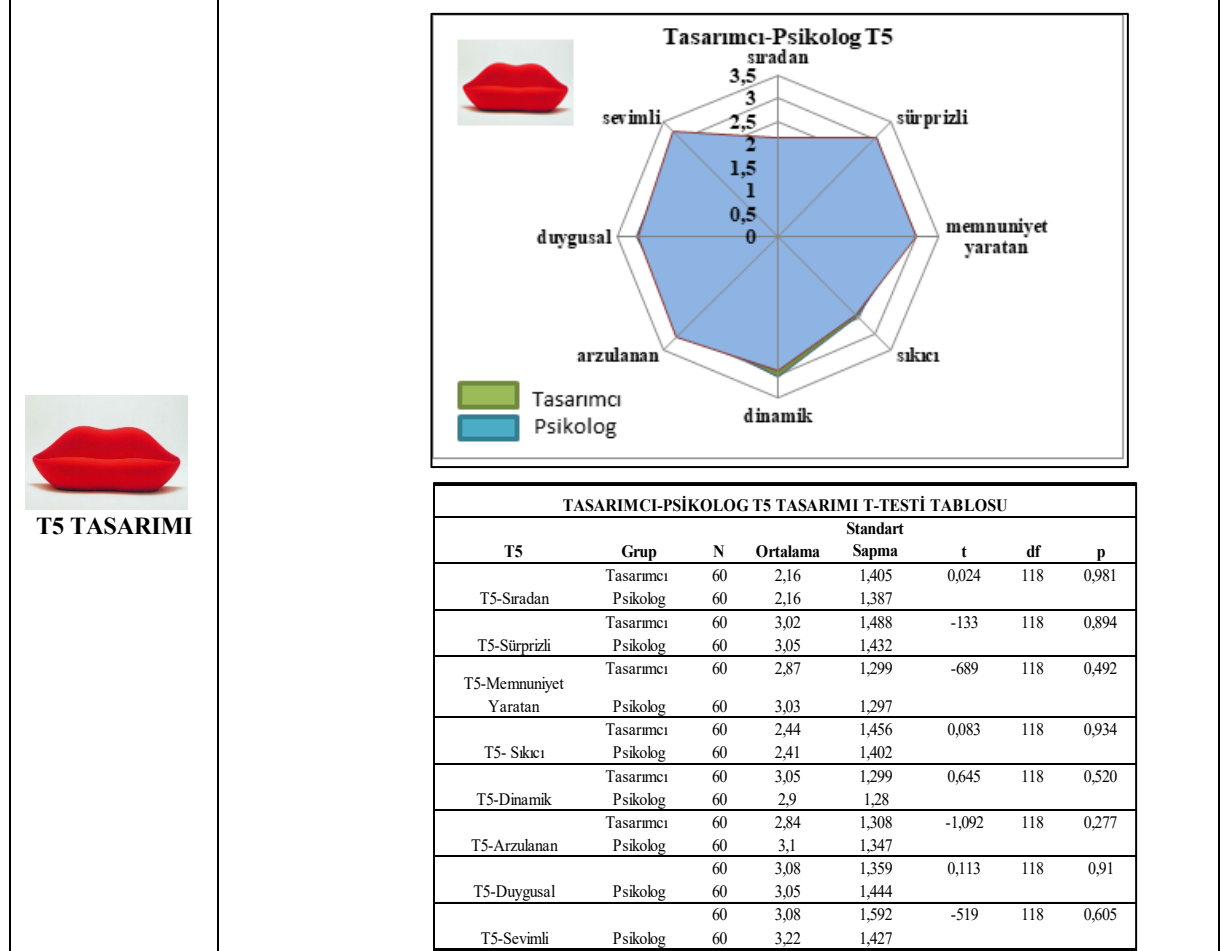 T5 TASARIMI
Tasarımcı-Psikolog T5
sıradan
sürprizli
memnuniyet
yaratan
sıkıcı
dinamik
arzulanan
duygusal
sevimli
3,5
3
2,5
2
1,5
1
0,5
0
Tasarımcı
Psikolog
TASARIMCI-PSİKOLOG T5 TASARIMI T-TESTİ TABLOSU
T5 Grup N Ortalama Standart Sapma t df p
Tasarımcı 60 2,16 1,405 0,024 118 0,981
T5-Sıradan Psikolog 60 2,16 1,387
Tasarımcı 60 3,02 1,488 -133 118 0,894
T5-Sürprizli Psikolog 60 3,05 1,432
Tasarımcı 60 2,87 1,299 -689 118 0,492
T5-Memnuniyet
Yaratan Psikolog 60 3,03 1,297
Tasarımcı 60 2,44 1,456 0,083 118 0,934
T5- Sıkıcı Psikolog 60 2,41 1,402
Tasarımcı 60 3,05 1,299 0,645 118 0,520
T5-Dinamik Psikolog 60 2,9 1,28
Tasarımcı 60 2,84 1,308 -1,092 118 0,277
T5-Arzulanan Psikolog 60 3,1 1,347
60 3,08 1,359 0,113 118 0,91
T5-Duygusal Psikolog 60 3,05 1,444
60 3,08 1,592 -519 118 0,605
T5-Sevimli Psikolog 60 3,22 1,427